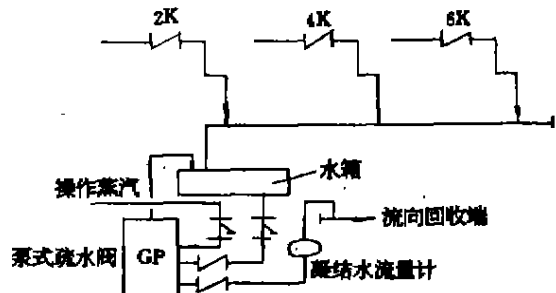 2K 4K 6K
水箱
操作蒸汽
流向回收端
泵式疏水阀 GP
凝结水流量计